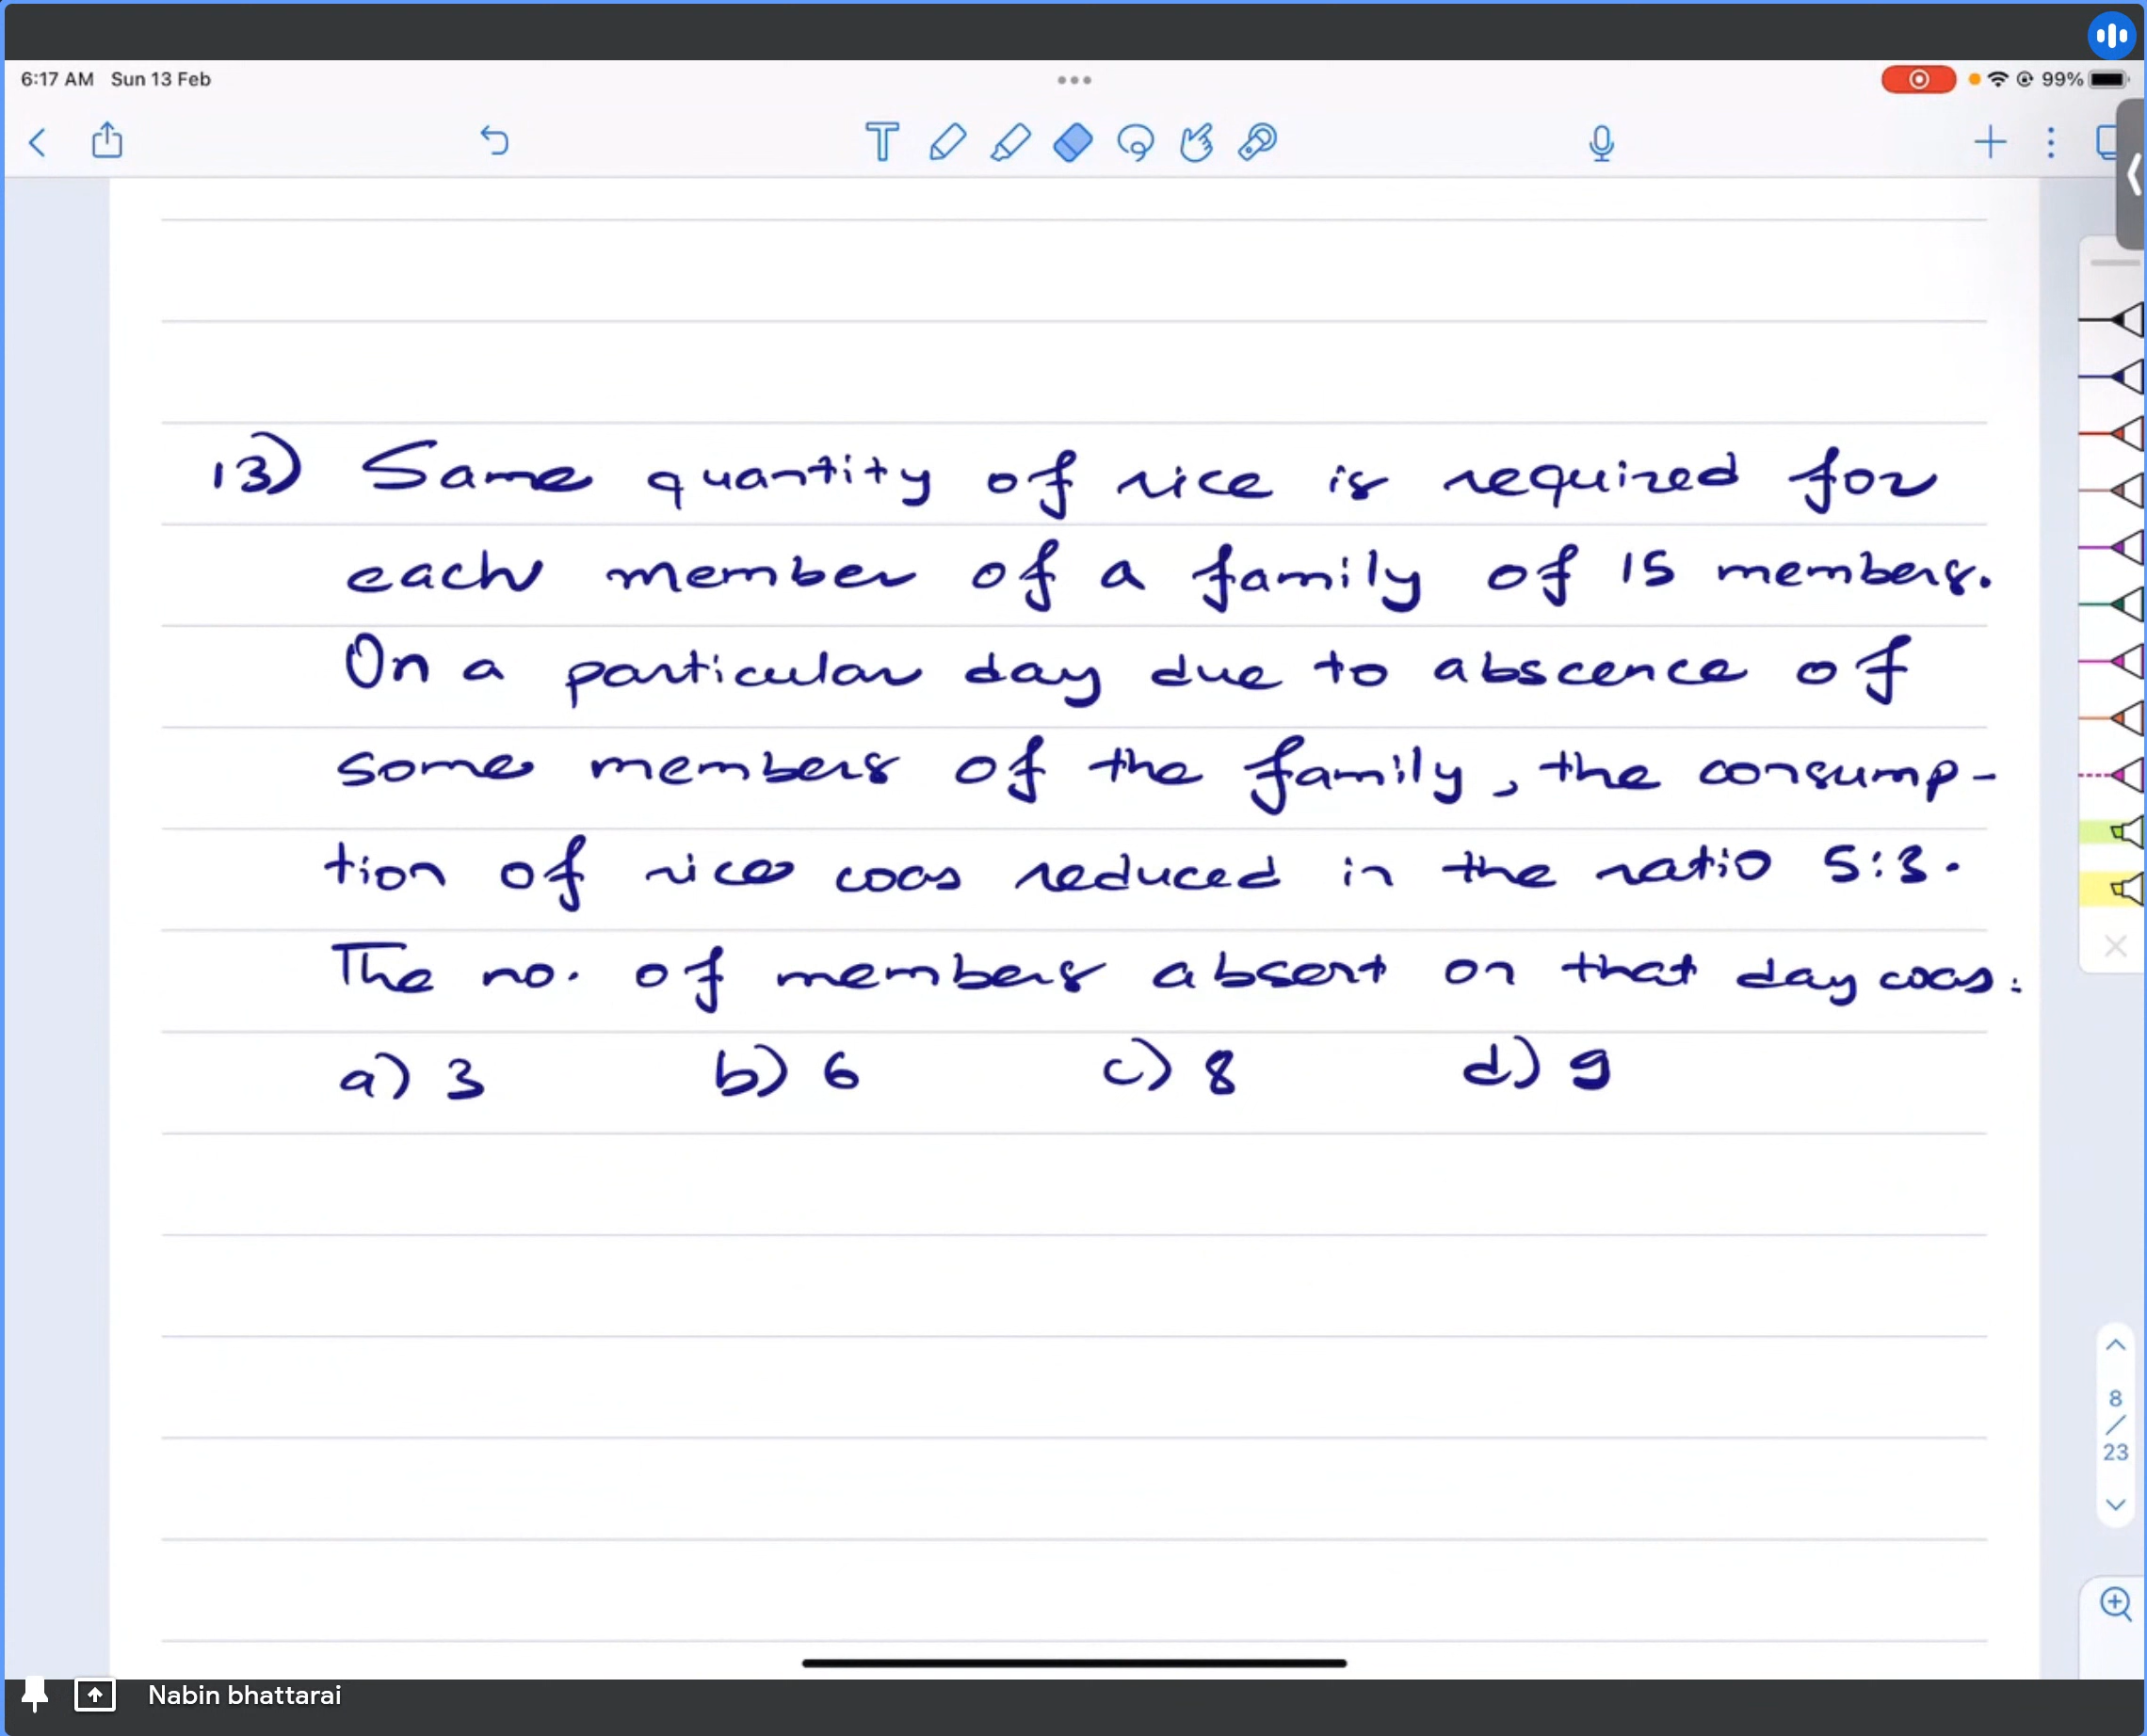 6:17 AM Sun 13 Feb
99%
13) Same quantity of rice is required for
each member of a family of 15 members.
On a particular day due to abscence of
some members of the family, the consump-
tion of rice was reduced in the ratio 5:3.
The no. of members absent on that day was:
a) 3 b) 6 c) 8 d) 9
8
/
23
Nabin bhattarai